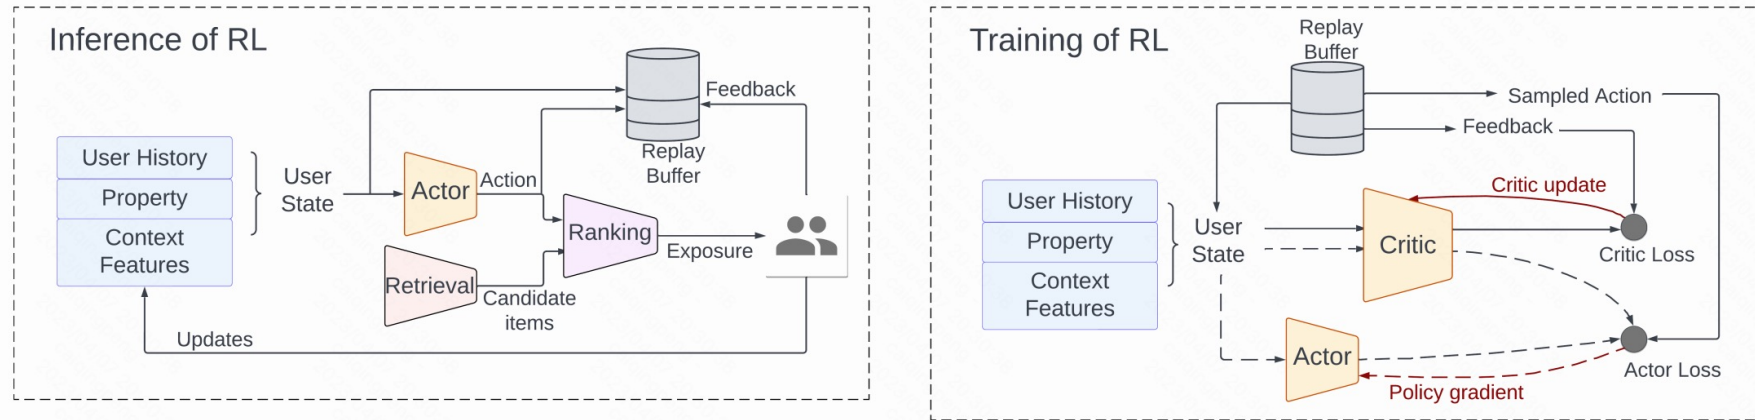 Inference of RL
Feedback
Replay
Buffer
User History
Property
Context
Features
User
State
Actor
Action
Ranking
Exposure
Retrieval
Candidate
items
Updates
Training of RL
Replay
Buffer
Sampled Action
Feedback
Critic update
User History
Property
Context
Features
User
State
Critic
Critic Loss
Actor
Actor Loss
Policy gradient